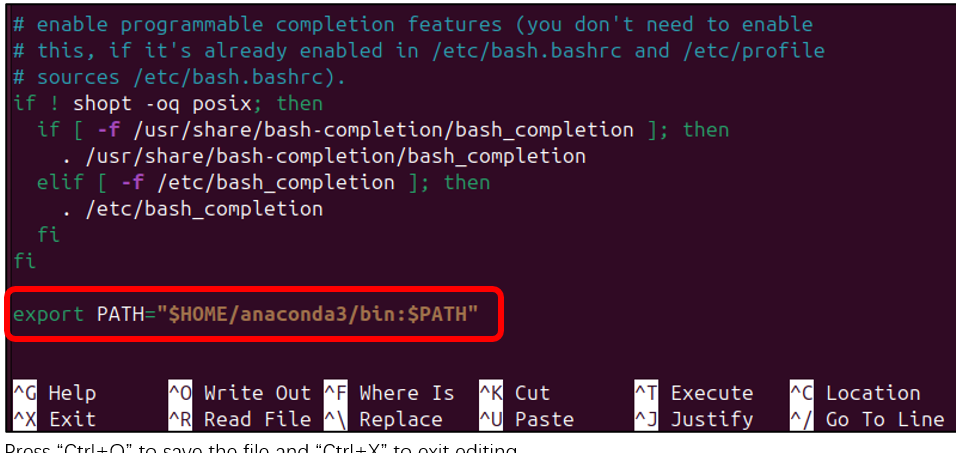 # enable programmable completion features (you don't need to enable
# this, if it's already enabled in /etc/bash.bashrc and /etc/profile
# sources /etc/bash.bashrc).
if ! shopt -oq posix; then
  if [ -f /usr/share/bash-completion/bash_completion ]; then
    . /usr/share/bash-completion/bash_completion
  elif [ -f /etc/bash_completion ]; then
    . /etc/bash_completion
  fi
fi
export PATH="$HOME/anaconda3/bin:$PATH"
^G Help ^O Write Out ^F Where Is ^K Cut ^T Execute ^C Location
^X Exit ^R Read File ^\ Replace ^U Paste ^J Justify ^/ Go To Line
Press “Ctrl+O” to save the file and “Ctrl+X” to exit editing